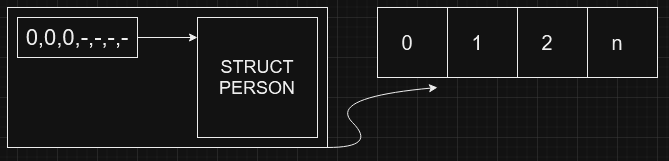 0,0,0,-,-,-,-
STRUCT
PERSON
0 1 2 n